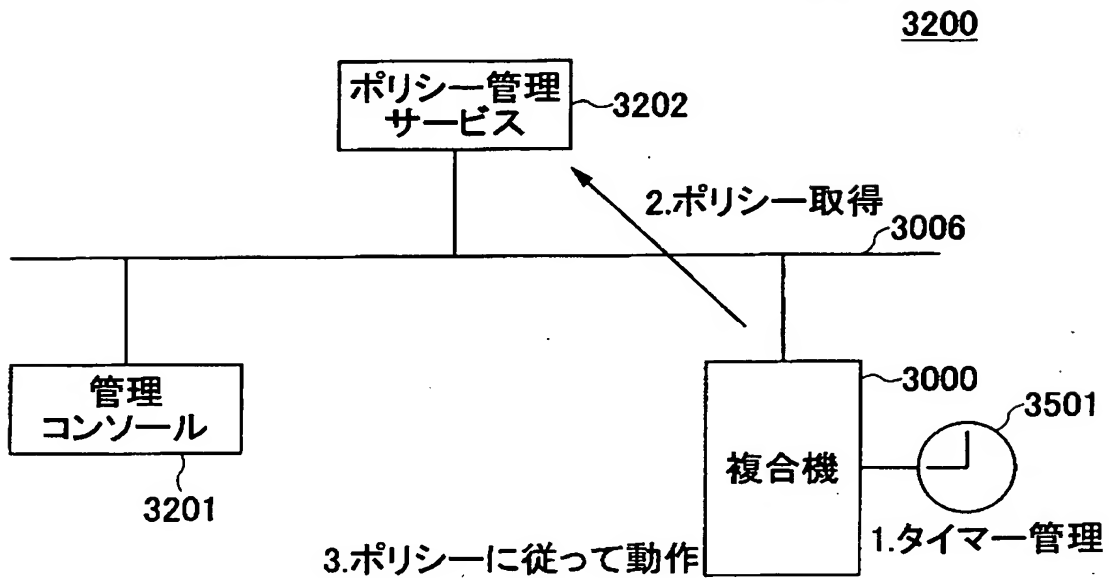 3200
ポリシー管理
サービス
3202
2.ポリシー取得
3006
管理
コンソール
3201
3000
3501
複合機
1.タイマー管理
3.ポリシーに従って動作